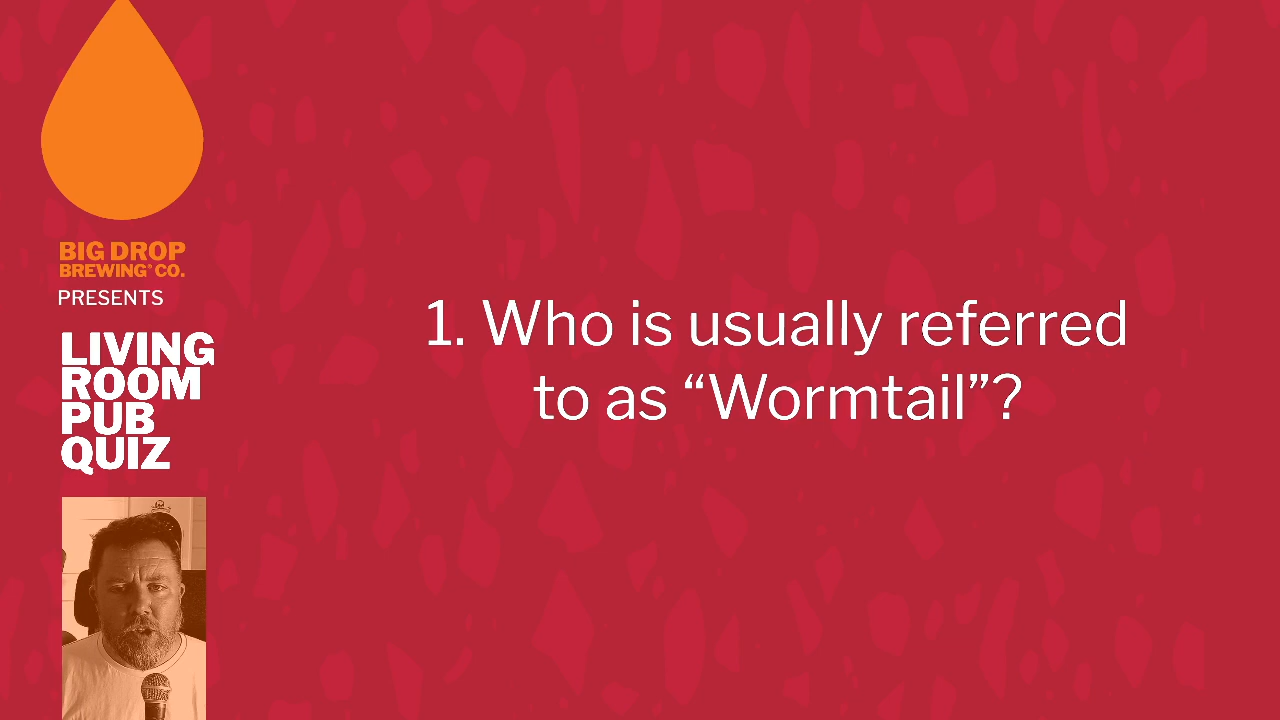 BIG DROP
BREWING® CO.
PRESENTS
LIVING
ROOM
PUB
QUIZ
1. Who is usually referred
to as “Wormtail”?